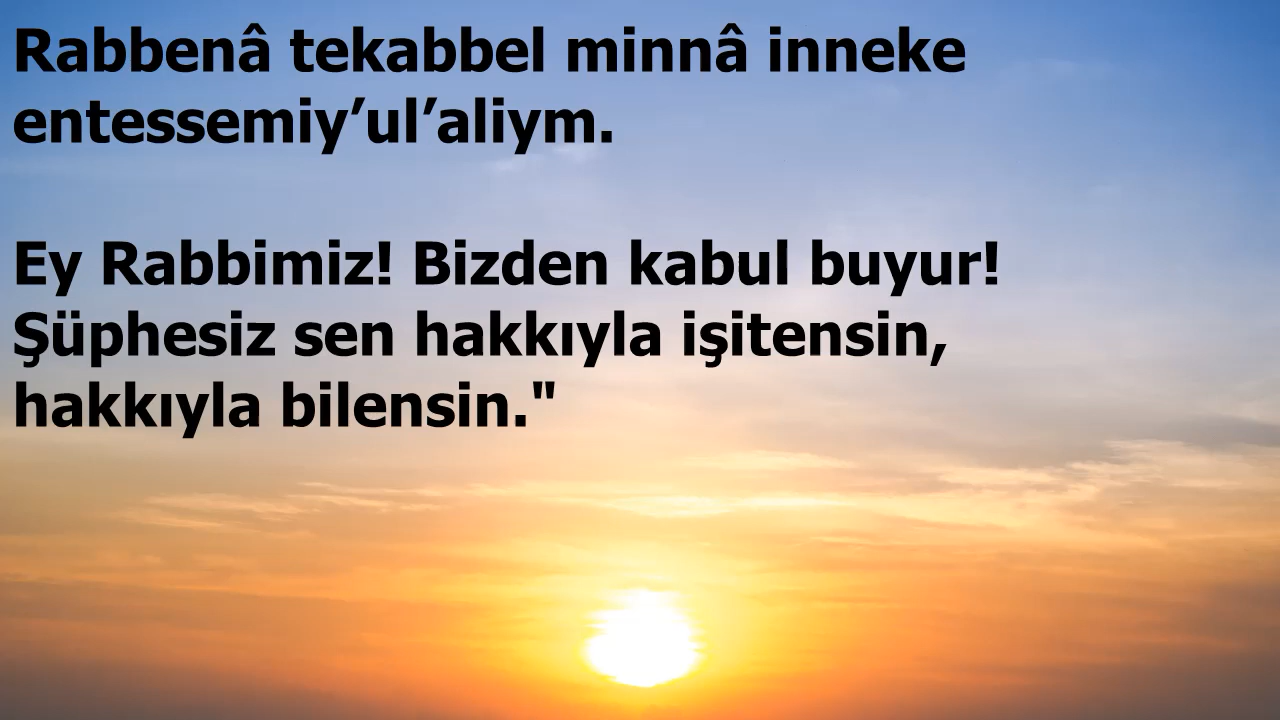 Rabbenâ tekabbel minnâ inneke
entessemiy’ul’aliym.
Ey Rabbimiz! Bizden kabul buyur!
Şüphesiz sen hakkıyla işitensin,
hakkıyla bilensin."